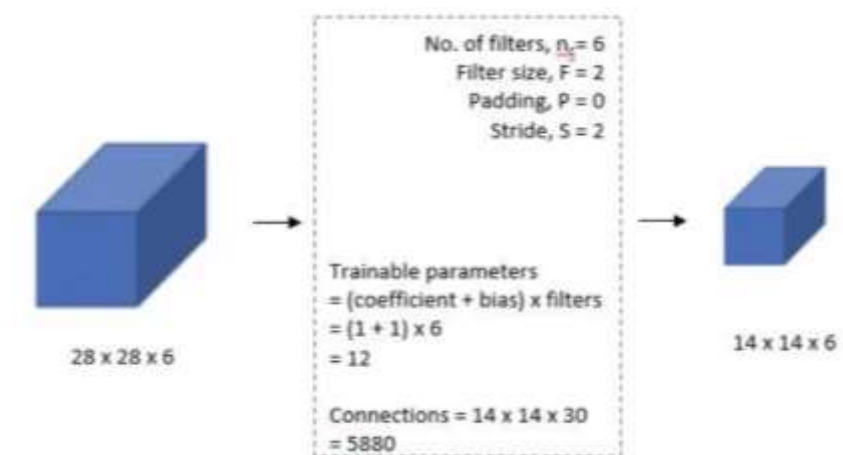 No. of filters, n_s= 6
Filter size, F = 2
Padding, P = 0
Stride, S = 2
Trainable parameters
= (coefficient + bias) x filters
= (1 + 1) x 6
= 12
Connections = 14 x 14 x 30
= 5880
28 x 28 x 6
14 x 14 x 6